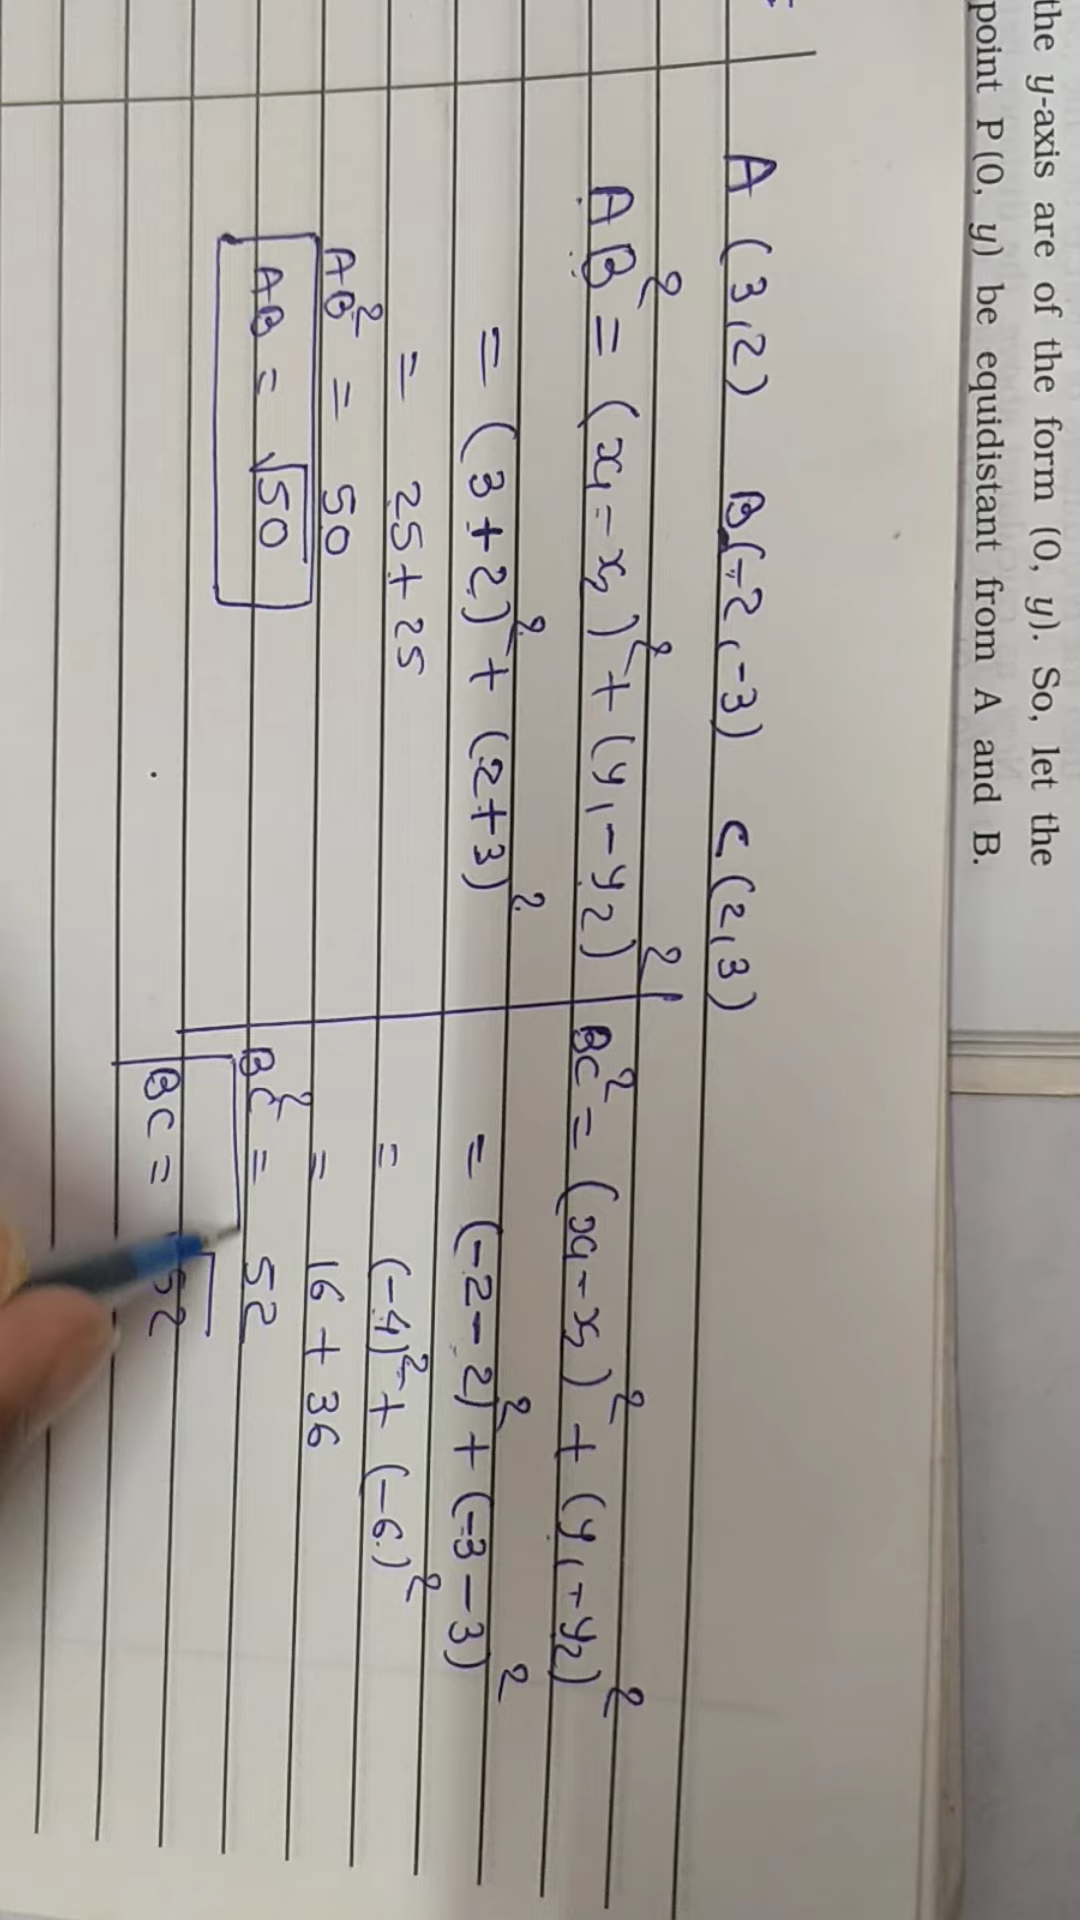 the y-axis are of the form (0, y). So, let the
point P (0, y) be equidistant from A and B.
A (3,2) B(-2,-3) C (2,3)
AB² = (x₁-x₂)² + (y₁-y₂)²
= (3+2)² + (2+3)²
= 25+25
AB² = 50
AB = √50
BC² = (x₁-x₂)² + (y₁-y₂)²
= (-2-2)² + (-3-3)²
= (-4)² + (-6)²
= 16 + 36
BC² = 52
BC = √52